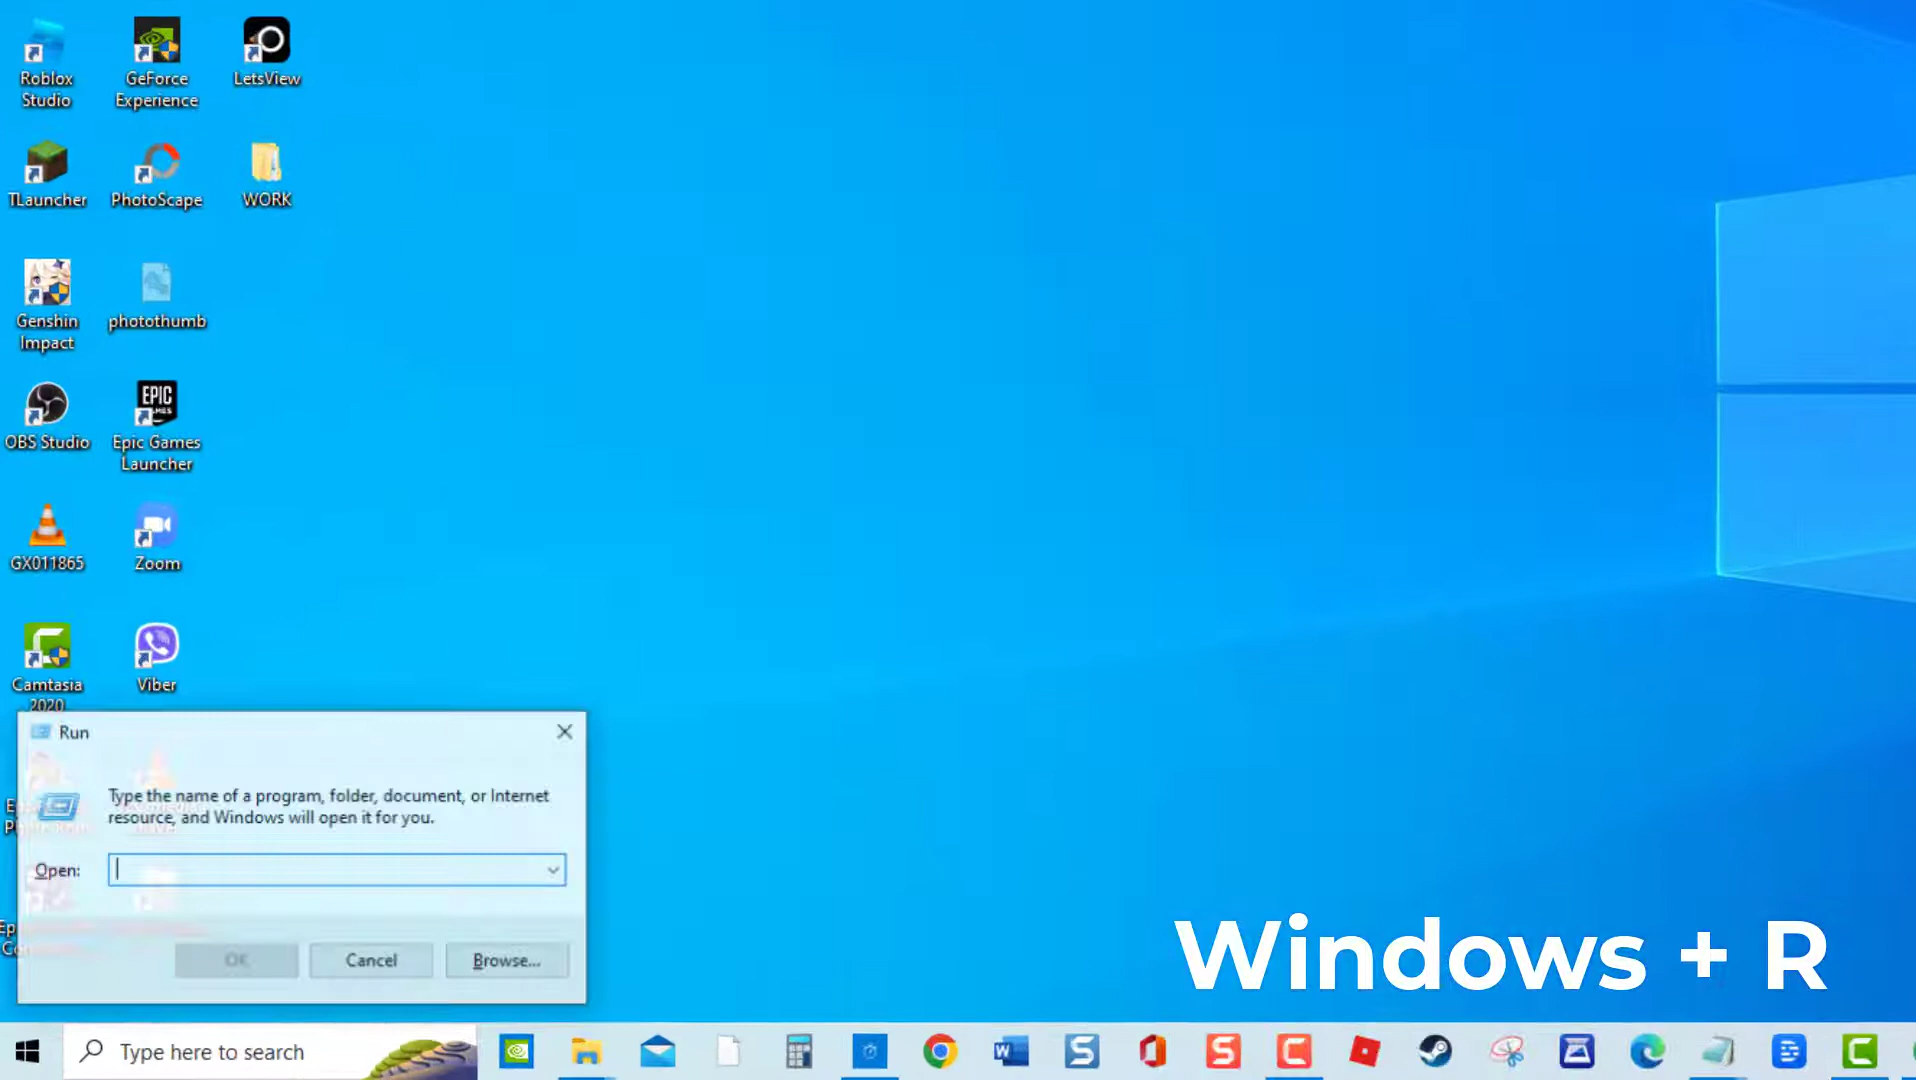 Roblox
Studio
GeForce
Experience
LetsView
TLauncher
PhotoScape
WORK
Genshin
Impact
photothumb
OBS Studio
EPIC
GAMES
Epic Games
Launcher
GX011865
Zoom
Camtasia
2020
Viber
Run
Type the name of a program, folder, document, or Internet
resource, and Windows will open it for you.
Open:
OK
Cancel
Browse...
Windows + R
Type here to search